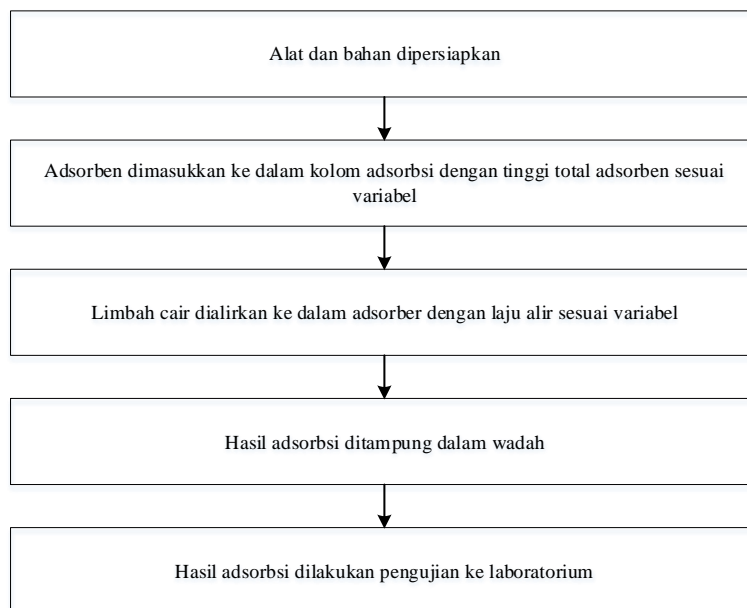 Alat dan bahan dipersiapkan
Adsorben dimasukkan ke dalam kolom adsorbsi dengan tinggi total adsorben sesuai
variabel
Limbah cair dialirkan ke dalam adsorber dengan laju alir sesuai variabel
Hasil adsorbsi ditampung dalam wadah
Hasil adsorbsi dilakukan pengujian ke laboratorium